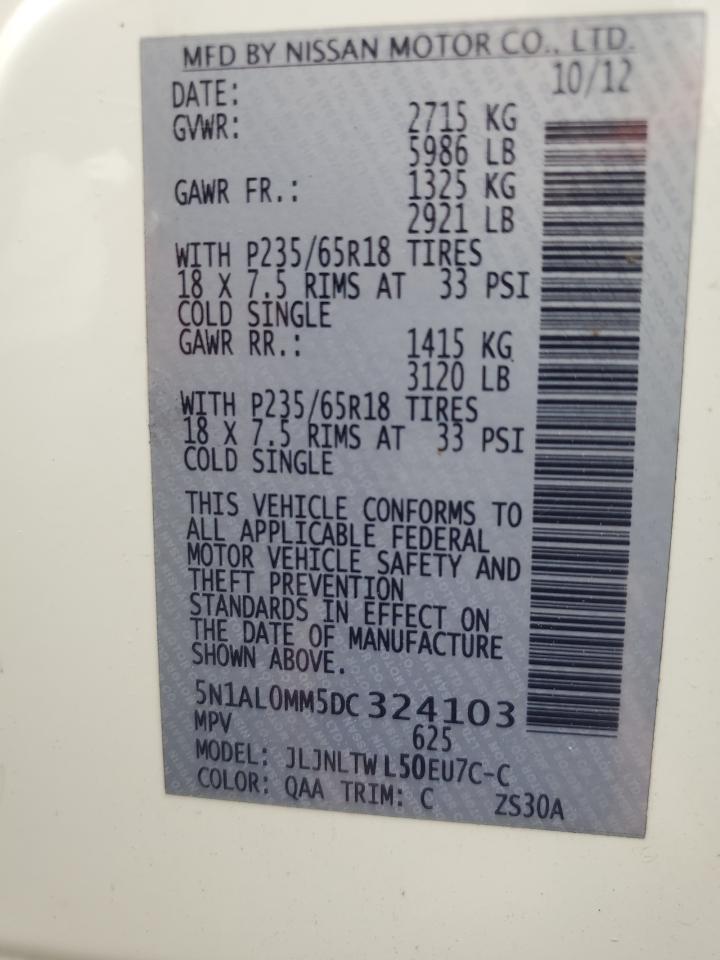 MFD BY NISSAN MOTOR CO., LTD.
DATE: 10/12
GVWR: 2715 KG
5986 LB
GAWR FR.: 1325 KG
2921 LB
WITH P235/65R18 TIRES
18 X 7.5 RIMS AT 33 PSI
COLD SINGLE
GAWR RR.: 1415 KG
3120 LB
WITH P235/65R18 TIRES
18 X 7.5 RIMS AT 33 PSI
COLD SINGLE
THIS VEHICLE CONFORMS TO
ALL APPLICABLE FEDERAL
MOTOR VEHICLE SAFETY AND
THEFT PREVENTION
STANDARDS IN EFFECT ON
THE DATE OF MANUFACTURE
SHOWN ABOVE.
5N1AL0MM5DC324103
MPV 625
MODEL: JLJNLTWL50EU7C-C
COLOR: QAA TRIM: C ZS30A